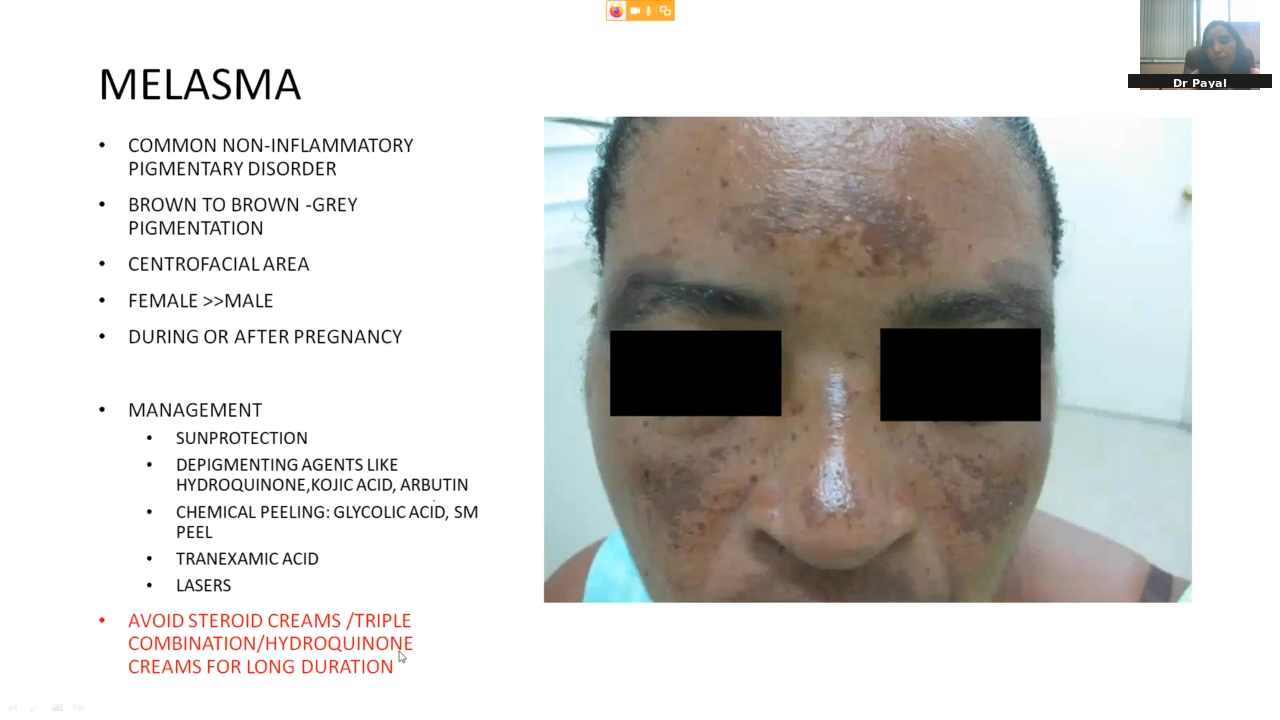 MELASMA
• COMMON NON-INFLAMMATORY
PIGMENTARY DISORDER
• BROWN TO BROWN -GREY
PIGMENTATION
• CENTROFACIAL AREA
• FEMALE >>MALE
• DURING OR AFTER PREGNANCY
• MANAGEMENT
• SUNPROTECTION
• DEPIGMENTING AGENTS LIKE
HYDROQUINONE,KOJIC ACID, ARBUTIN
• CHEMICAL PEELING: GLYCOLIC ACID, SM
PEEL
• TRANEXAMIC ACID
• LASERS
• AVOID STEROID CREAMS /TRIPLE
COMBINATION/HYDROQUINONE
CREAMS FOR LONG DURATION
Dr Payal